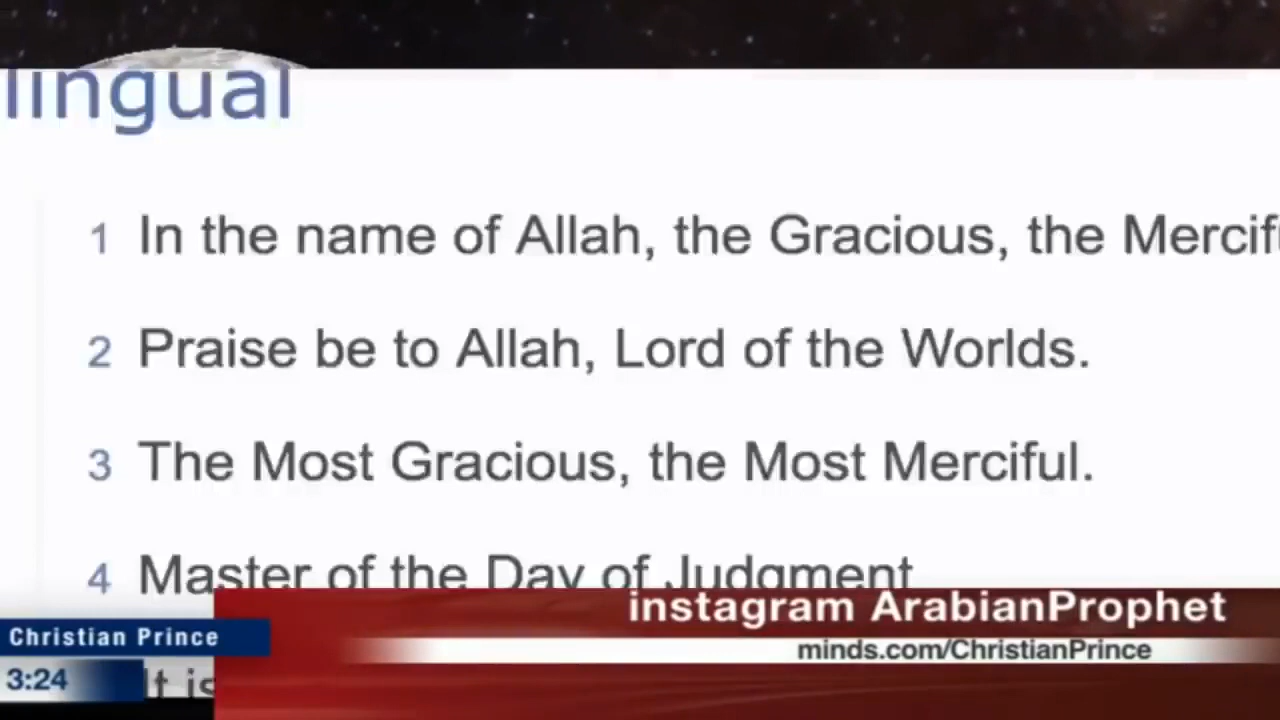 lingual
1 In the name of Allah, the Gracious, the Mercif
2 Praise be to Allah, Lord of the Worlds.
3 The Most Gracious, the Most Merciful.
4 Master of the Day of Judgment
instagram ArabianProphet
Christian Prince
minds.com/ChristianPrince
3:24
It is